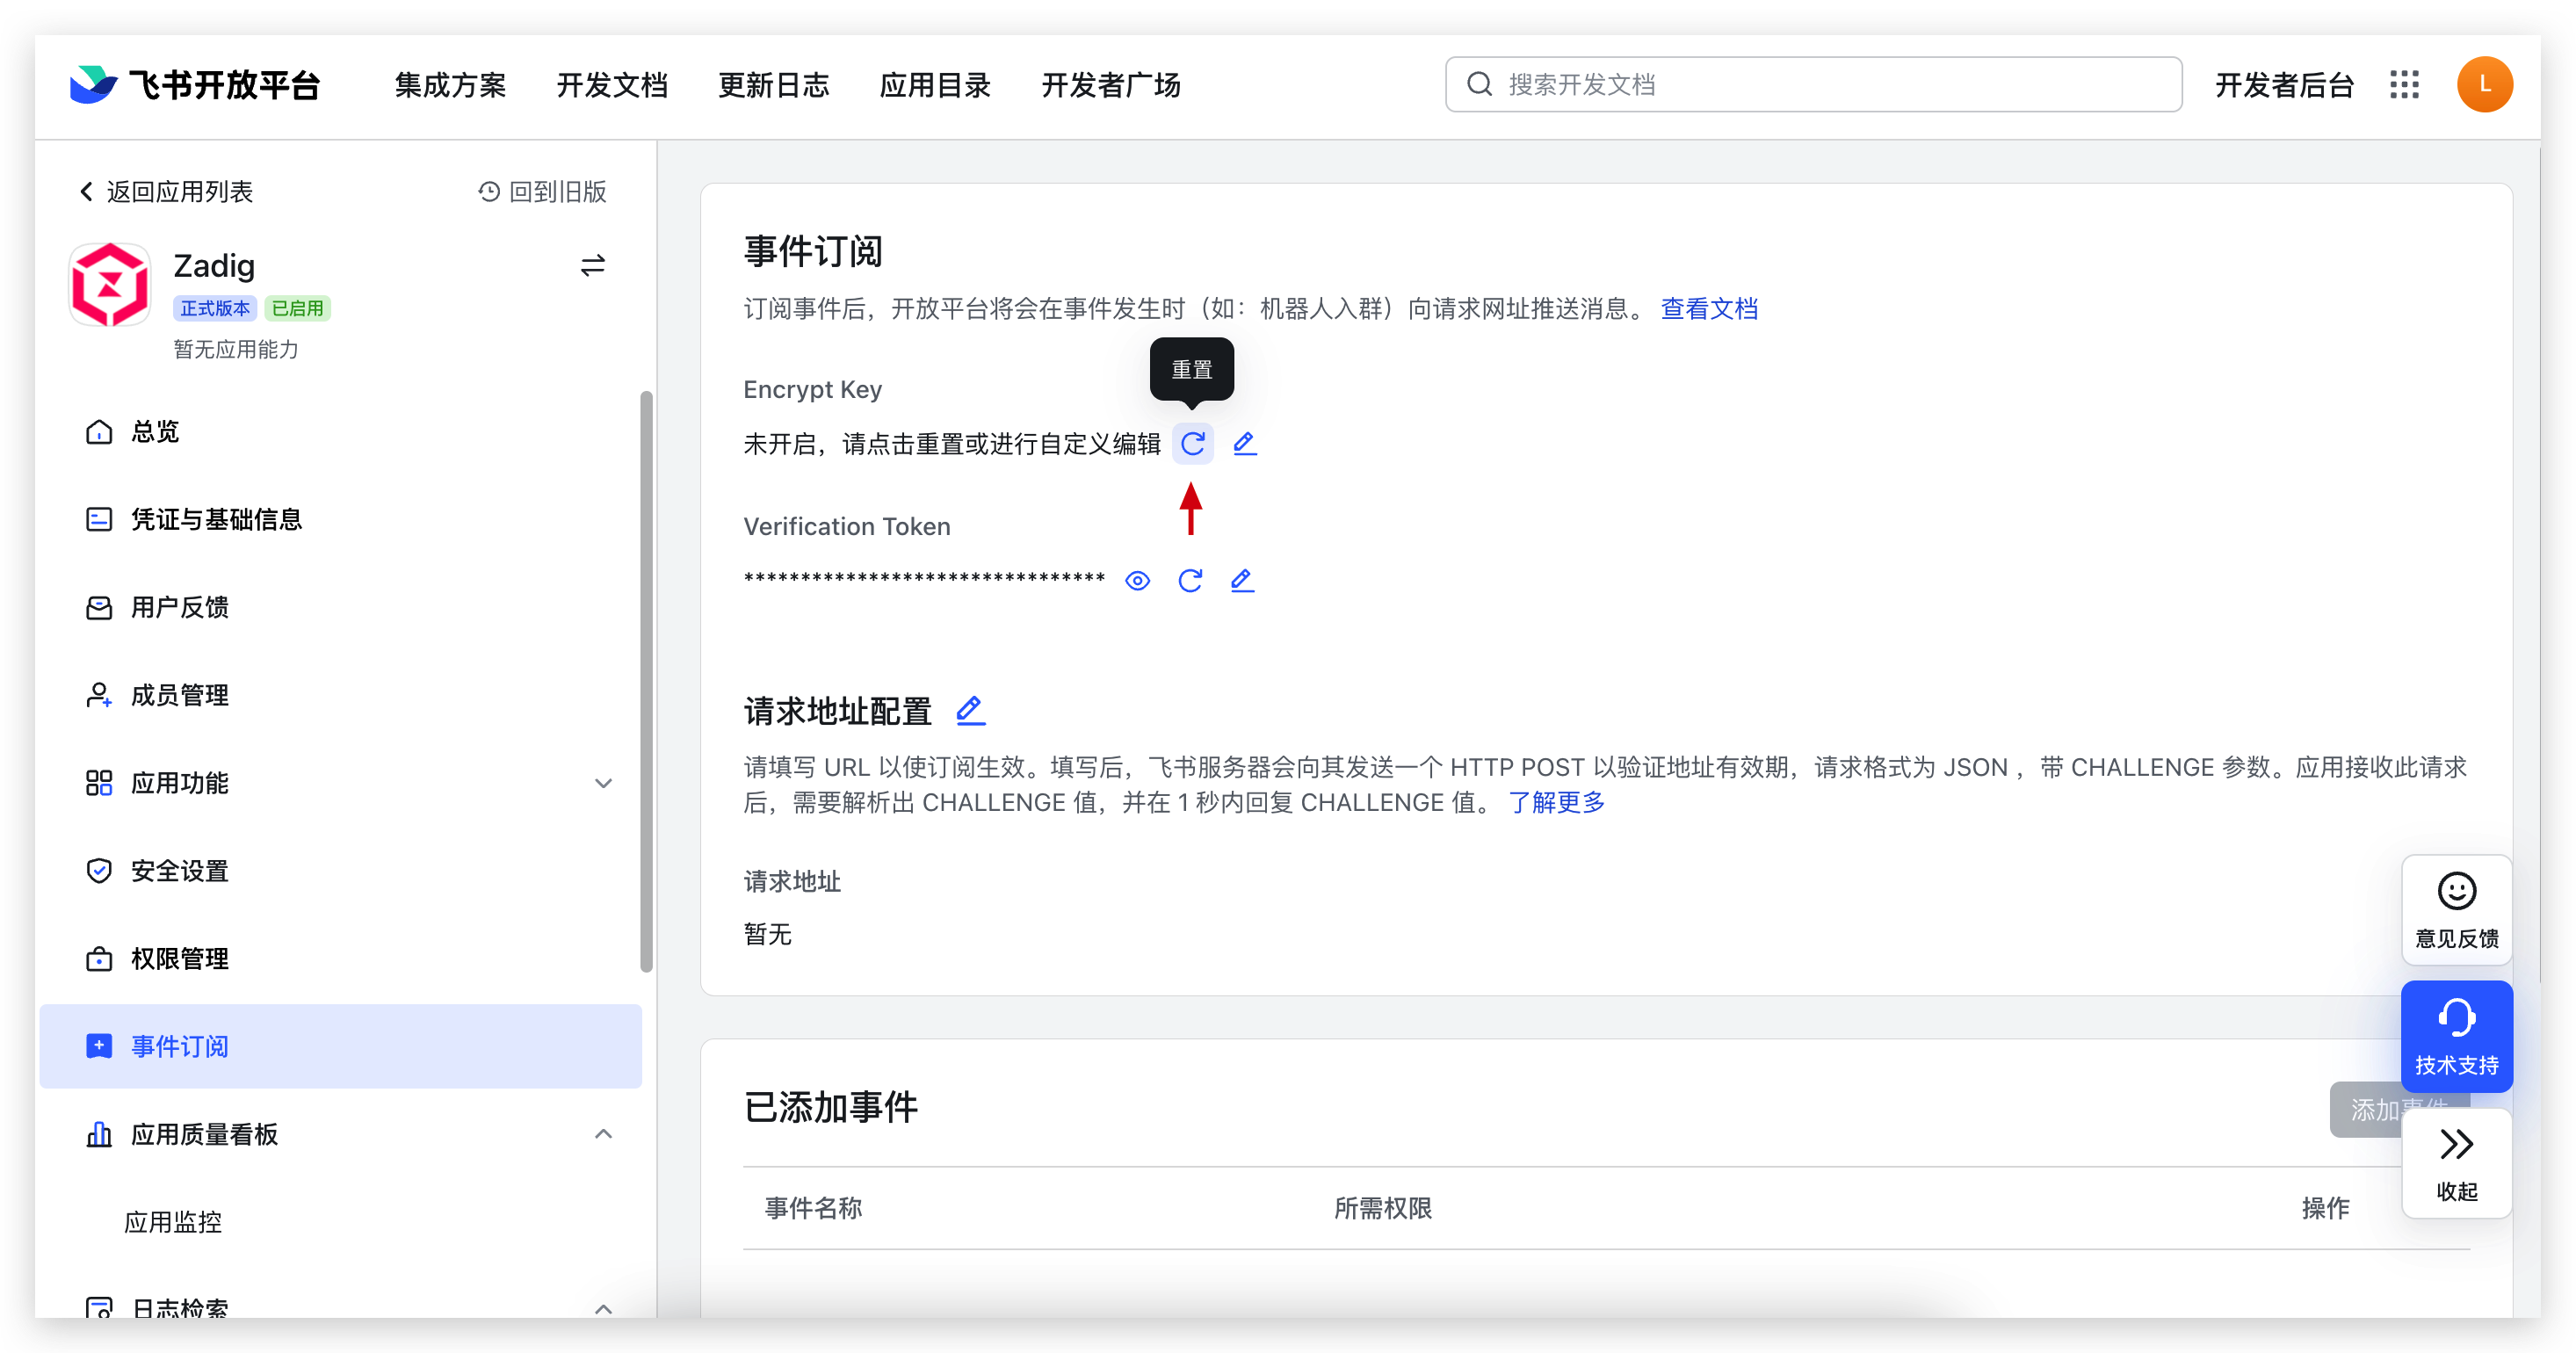 飞书开放平台
集成方案
开发文档
更新日志
应用目录
开发者广场
搜索开发文档
开发者后台
L
返回应用列表
回到旧版
Zadig
正式版本
已启用
暂无应用能力
总览
凭证与基础信息
用户反馈
成员管理
应用功能
安全设置
权限管理
事件订阅
应用质量看板
应用监控
日志检索
事件订阅
订阅事件后，开放平台将会在事件发生时（如：机器人入群）向请求网址推送消息。 查看文档
重置
Encrypt Key
未开启，请点击重置或进行自定义编辑
Verification Token
********************************
请求地址配置
请填写 URL 以使订阅生效。填写后，飞书服务器会向其发送一个 HTTP POST 以验证地址有效期，请求格式为 JSON ，带 CHALLENGE 参数。应用接收此请求
后，需要解析出 CHALLENGE 值，并在 1 秒内回复 CHALLENGE 值。 了解更多
请求地址
暂无
已添加事件
添加事件
事件名称
所需权限
操作
意见反馈
技术支持
收起